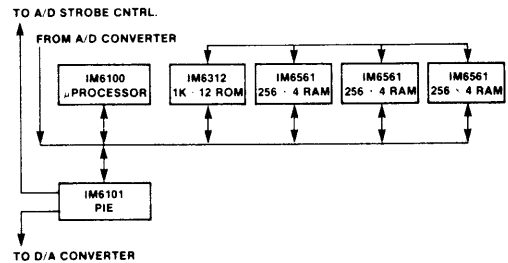 TO A/D STROBE CNTRL.
FROM A/D CONVERTER
IM6100
μPROCESSOR
IM6312
1K · 12 ROM
IM6561
256 · 4 RAM
IM6561
256 · 4 RAM
IM6561
256 · 4 RAM
IM6101
PIE
TO D/A CONVERTER